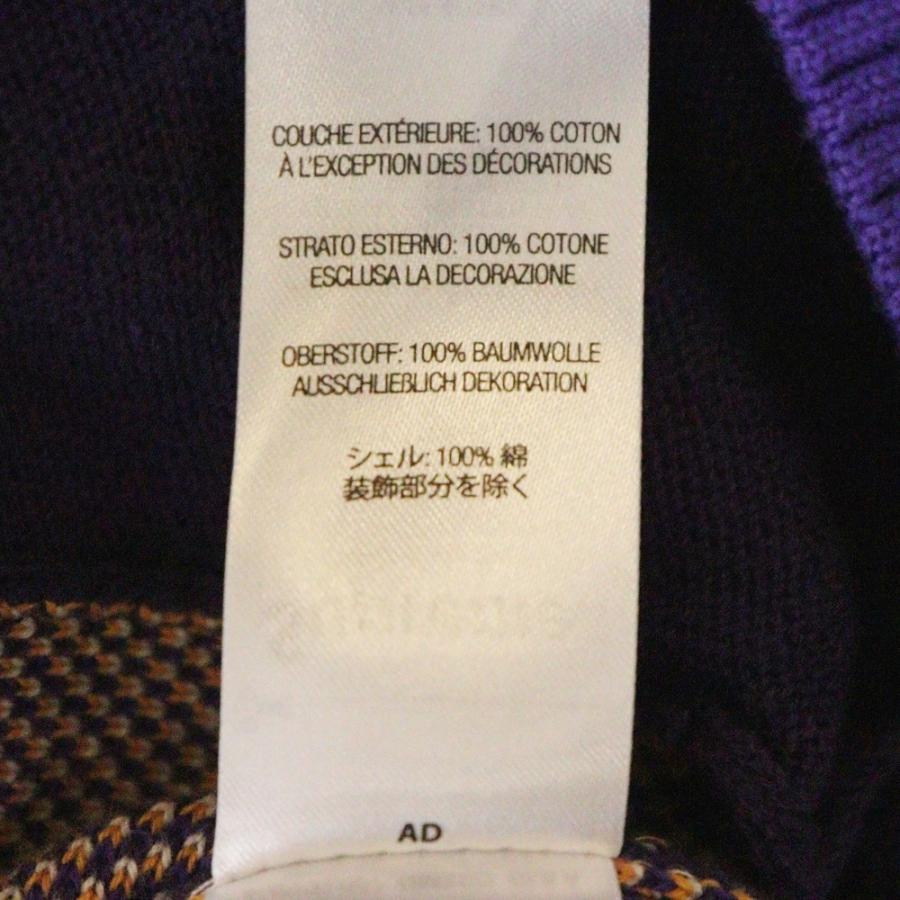 COUCHE EXTÉRIEURE: 100% COTON
À L'EXCEPTION DES DÉCORATIONS
STRATO ESTERNO: 100% COTONE
ESCLUSA LA DECORAZIONE
OBERSTOFF: 100% BAUMWOLLE
AUSSCHLIEßLICH DEKORATION
シェル: 100% 綿
装飾部分を除く
AD